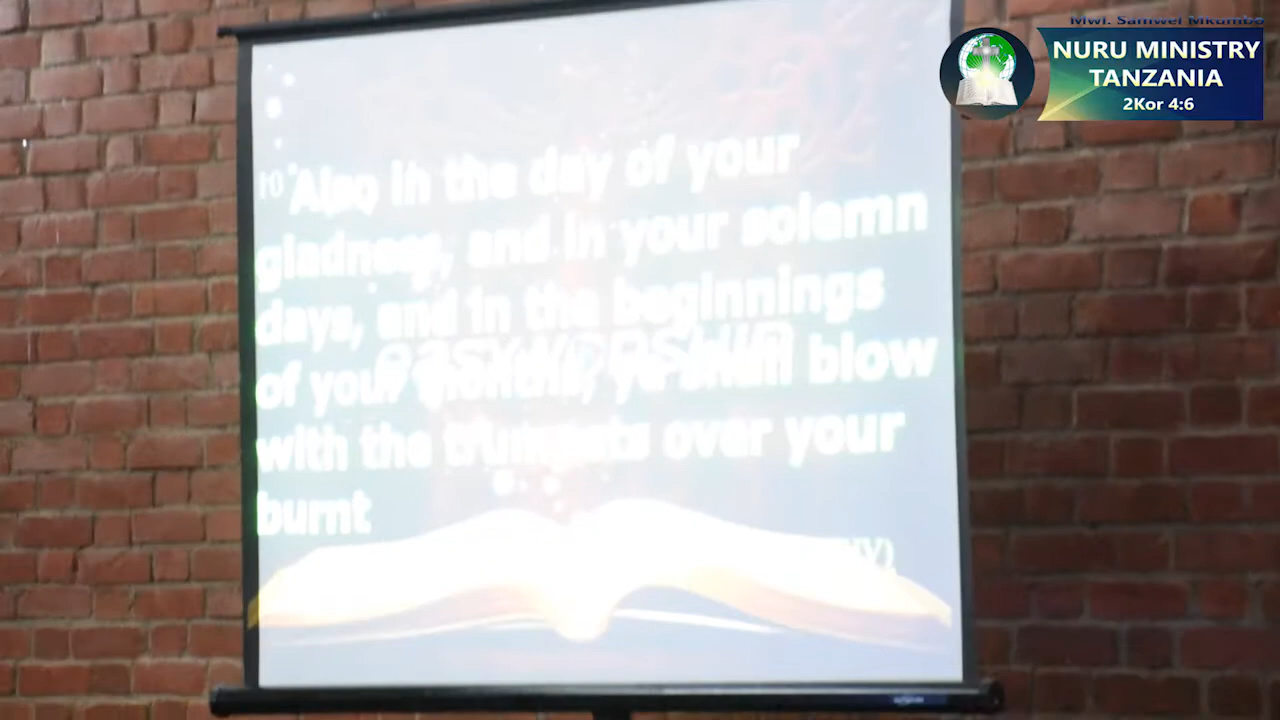 Mwl. Samwel Mkumbo
NURU MINISTRY
TANZANIA
2Kor 4:6
10 Also in the day of your
gladness, and in your solemn
days, and in the beginnings
of your months, ye shall blow
with the trumpets over your
burnt
easyWORSHIP